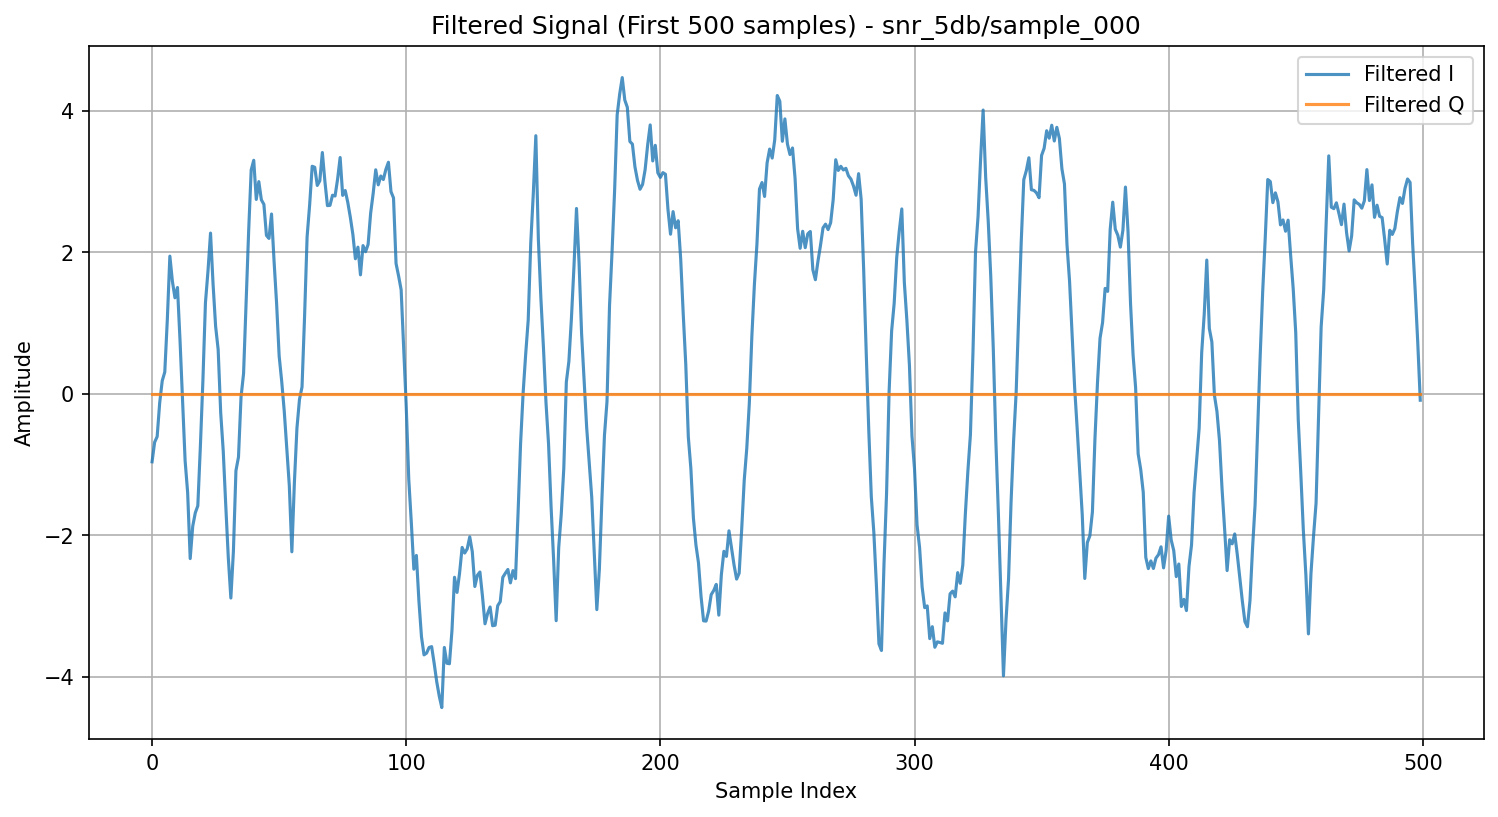 Filtered Signal (First 500 samples) - snr_5db/sample_000
Filtered I
Filtered Q
Amplitude
4
2
0
−2
−4
0 100 200 300 400 500
Sample Index